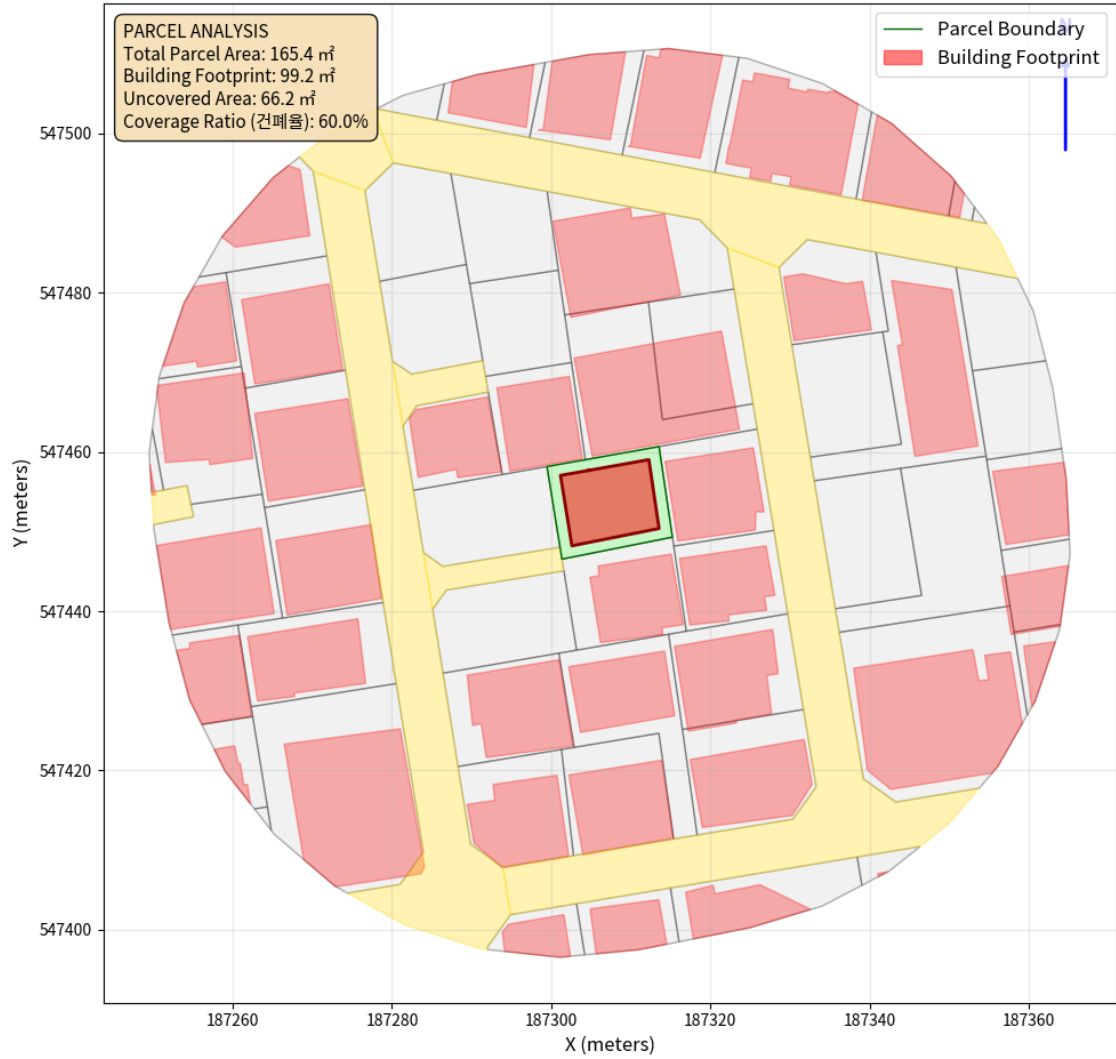 PARCEL ANALYSIS
Total Parcel Area: 165.4 ㎡
Building Footprint: 99.2 ㎡
Uncovered Area: 66.2 ㎡
Coverage Ratio (건폐율): 60.0%
Parcel Boundary
Building Footprint
N
547500
547480
547460
547440
547420
547400
Y (meters)
187260
187280
187300
187320
187340
187360
X (meters)